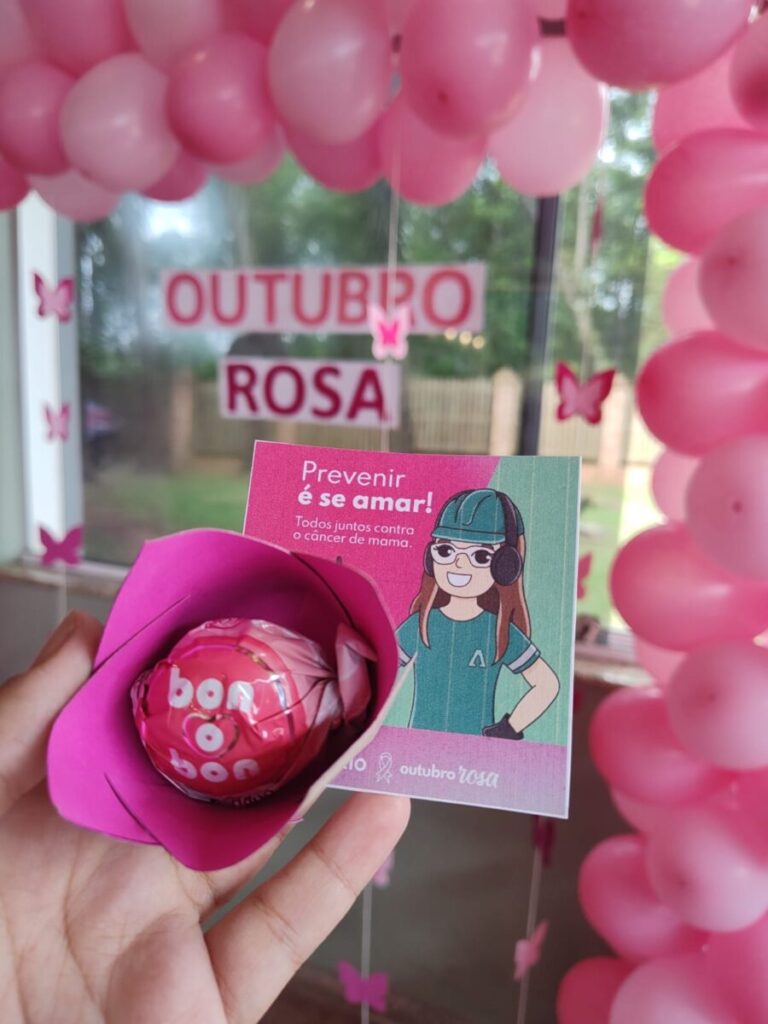 OUTUBRO
ROSA
Prevenir
é se amar!
Todos juntos contra
o câncer de mama.
bon
o
bon
outubro rosa